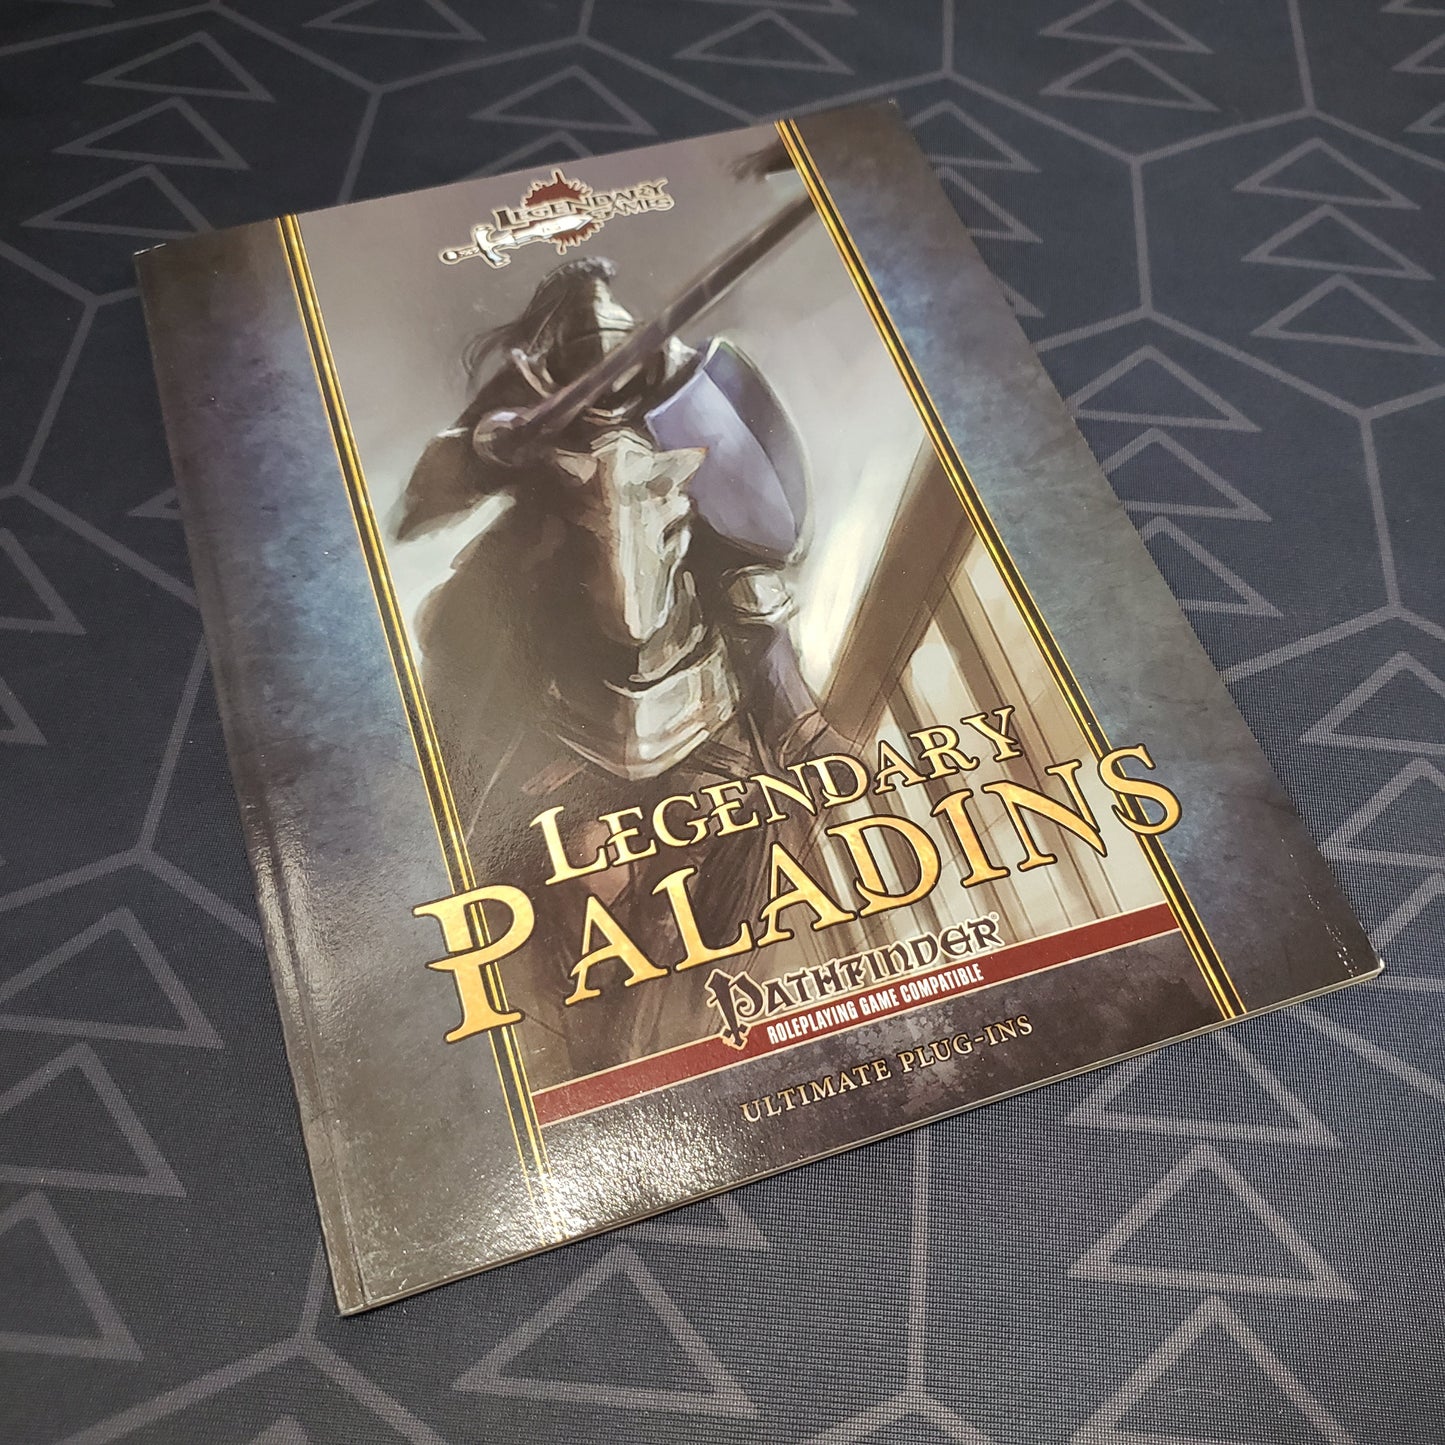 LEGENDARY
GAMES
LEGENDARY
PALADINS
PATHFINDER®
ROLEPLAYING GAME COMPATIBLE
ULTIMATE PLUG-INS